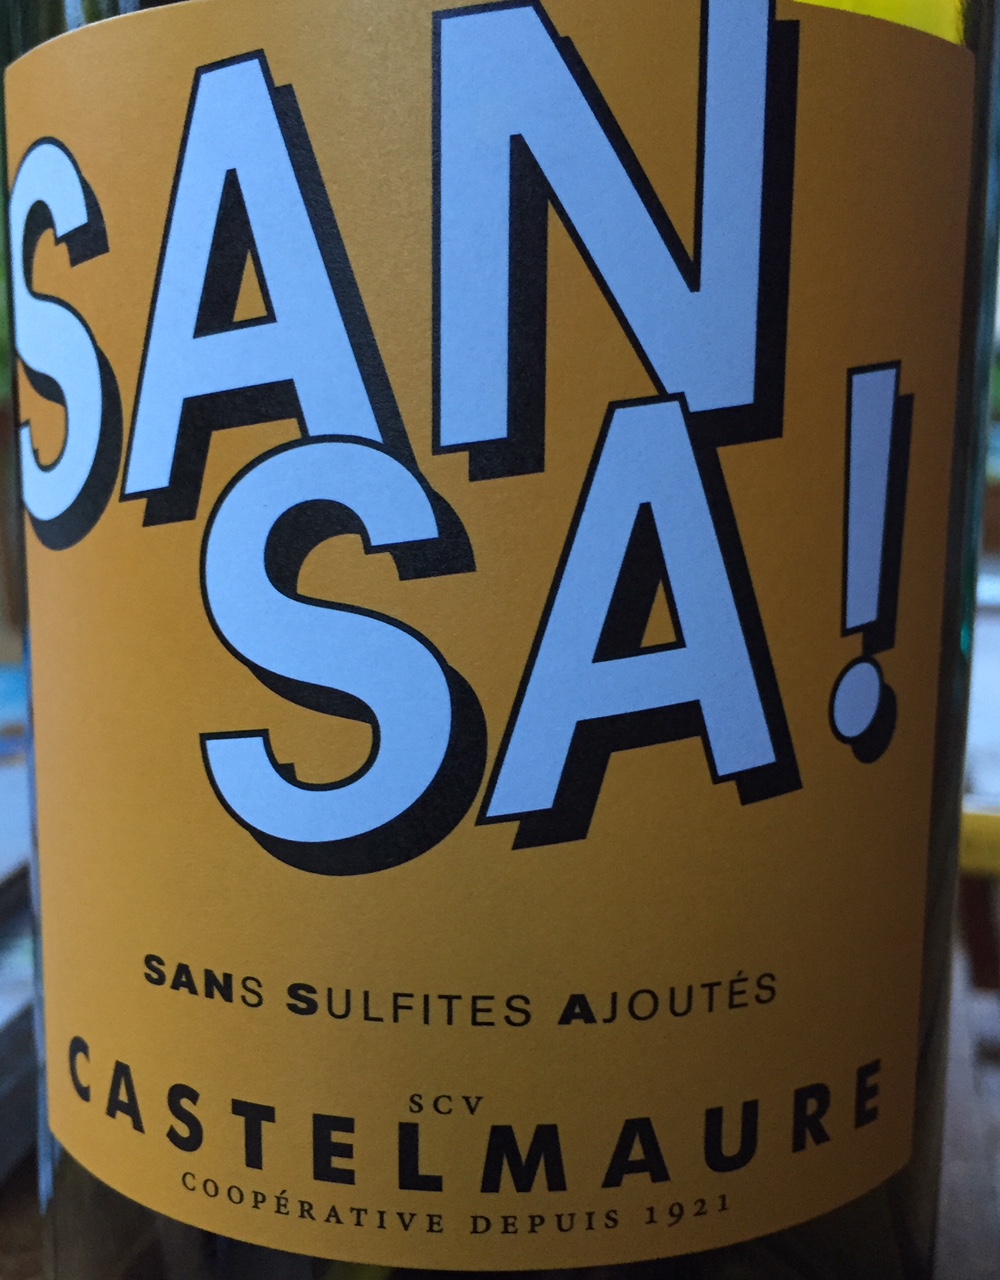 SAN
SA!
SANS SULFITES AJOUTÉS
SCV
CASTELMAURE
COOPÉRATIVE DEPUIS 1921